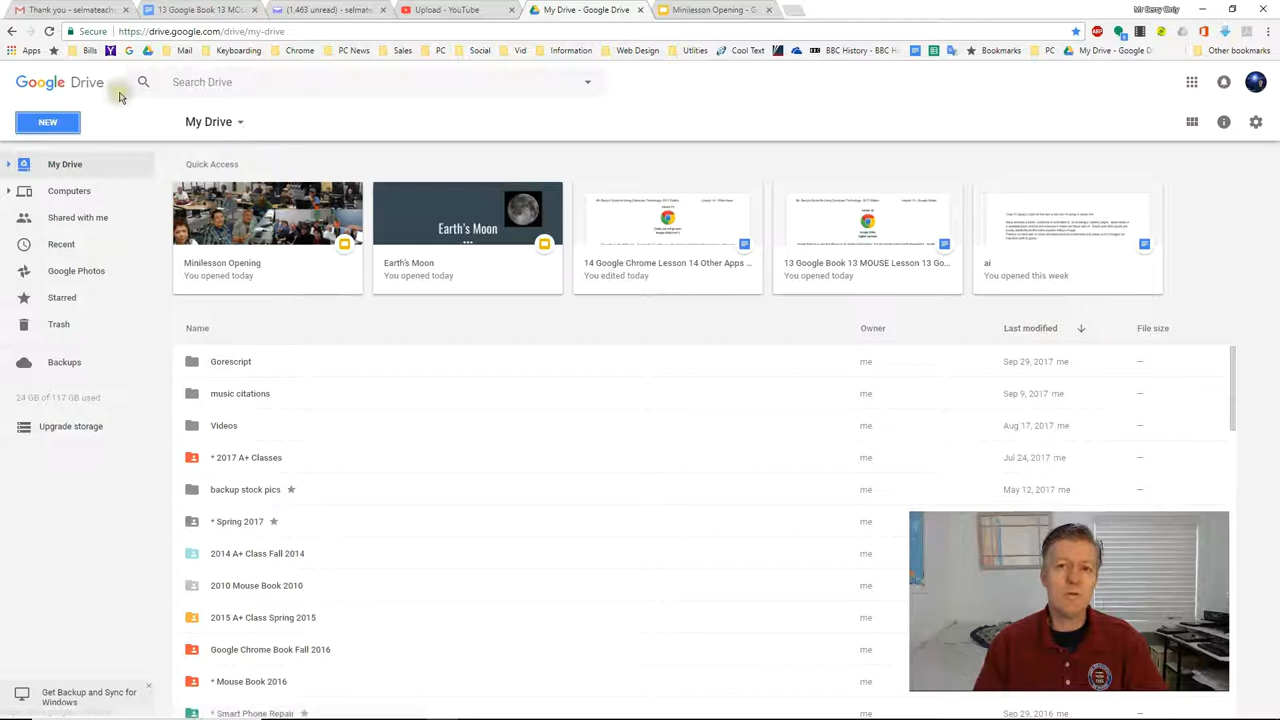 Thank you - selmateac
13 Google Book 13 MO
(1,463 unread) - selmate
Upload - YouTube
My Drive - Google Drive
Minilesson Opening - G
Mr Berry Only
Secure
https://drive.google.com/drive/my-drive
Apps
Bills
Mail
Keyboarding
Chrome
PC News
Sales
PC
Social
Vid
Information
Web Design
Utilties
Cool Text
BBC History - BBC Hi
Bookmarks
PC
My Drive - Google D
Other bookmarks
Google Drive
Search Drive
NEW
My Drive
My Drive
Computers
Shared with me
Recent
Google Photos
Starred
Trash
Backups
24 GB of 117 GB used
Upgrade storage
Get Backup and Sync for
Windows
Quick Access
Earth's Moon
Minilesson Opening
You opened today
Earth's Moon
You opened today
14 Google Chrome Lesson 14 Other Apps ...
You edited today
13 Google Book 13 MOUSE Lesson 13 Go...
You opened today
ai
You opened this week
Name Owner Last modified File size
Gorescript me Sep 29, 2017 me —
music citations me Sep 9, 2017 me —
Videos me Aug 17, 2017 me —
* 2017 A+ Classes me Jul 24, 2017 me —
backup stock pics me May 12, 2017 me —
* Spring 2017 me
2014 A+ Class Fall 2014 me
2010 Mouse Book 2010 me
2015 A+ Class Spring 2015 me
Google Chrome Book Fall 2016 me
* Mouse Book 2016 me
* Smart Phone Repair me Sep 29, 2016 me —